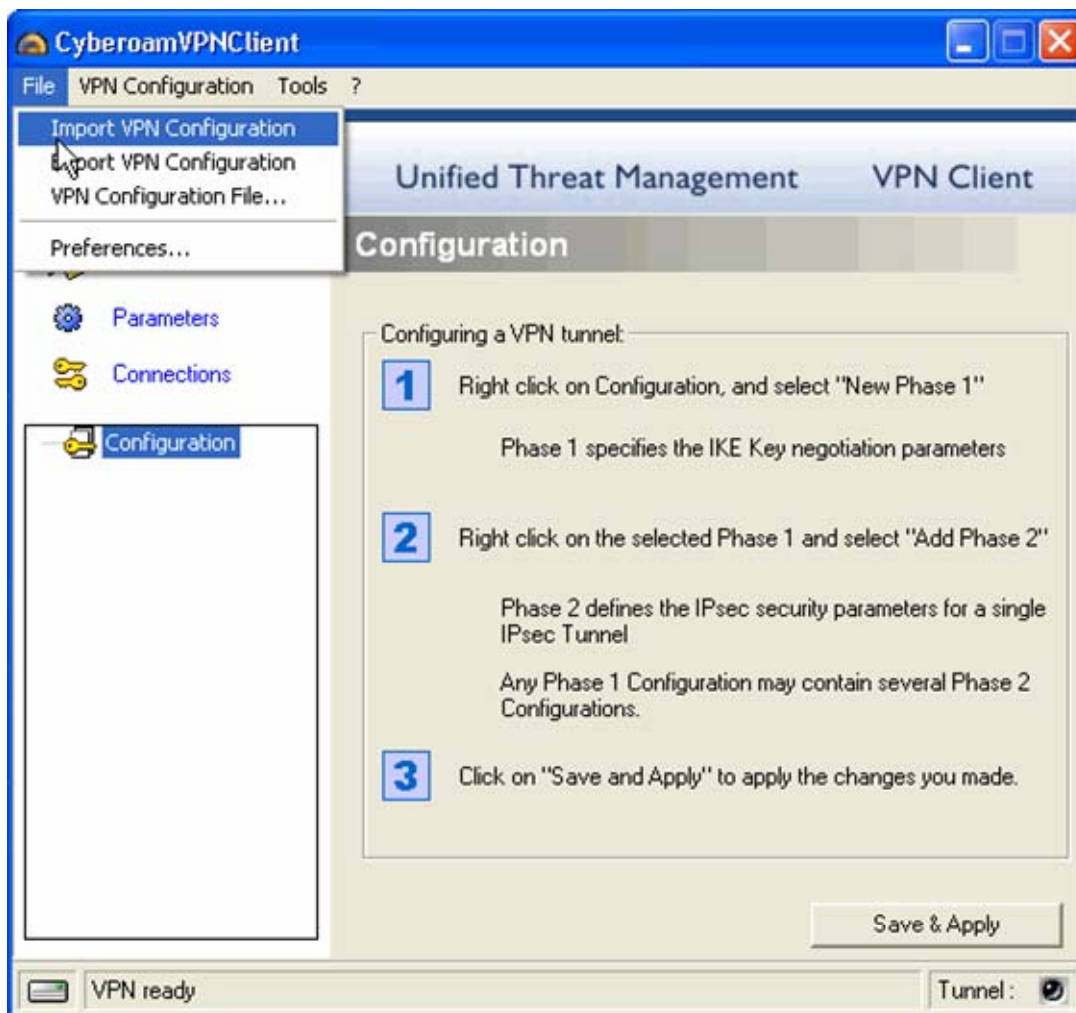 CyberoamVPNClient
File VPN Configuration Tools ?
Import VPN Configuration
Export VPN Configuration
VPN Configuration File...
Preferences...
Unified Threat Management VPN Client
Configuration
Parameters
Connections
Configuration
Configuring a VPN tunnel:
1 Right click on Configuration, and select "New Phase 1"
Phase 1 specifies the IKE Key negotiation parameters
2 Right click on the selected Phase 1 and select "Add Phase 2"
Phase 2 defines the IPsec security parameters for a single
IPsec Tunnel
Any Phase 1 Configuration may contain several Phase 2
Configurations.
3 Click on "Save and Apply" to apply the changes you made.
Save & Apply
VPN ready
Tunnel :